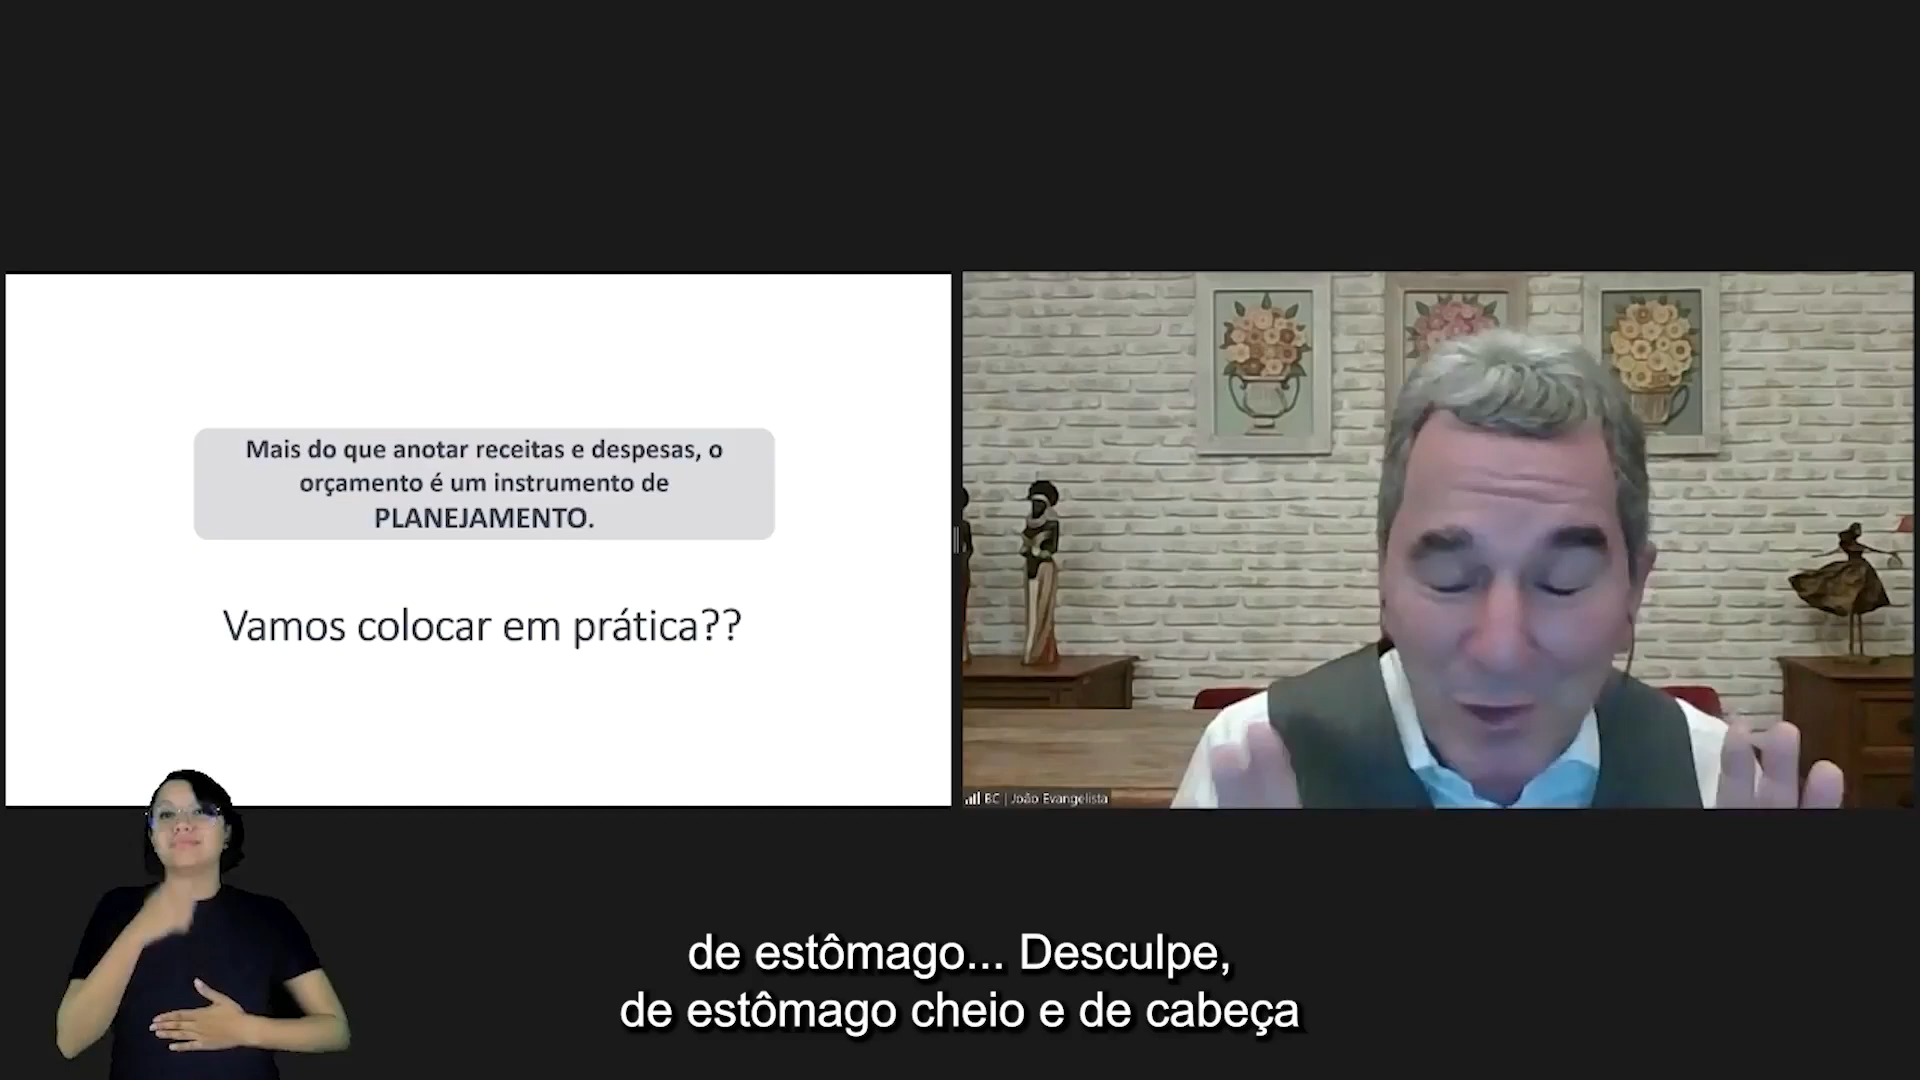 Mais do que anotar receitas e despesas, o
orçamento é um instrumento de
PLANEJAMENTO.
Vamos colocar em prática??
BC | João Evangelista
de estômago... Desculpe,
de estômago cheio e de cabeça